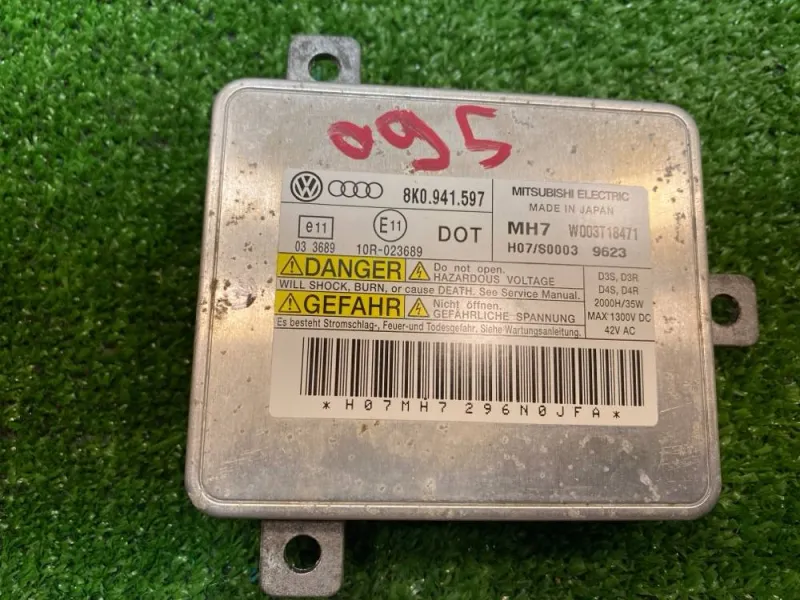 095
8K0.941.597
MITSUBISHI ELECTRIC
MADE IN JAPAN
e11
E11
DOT
MH7 W003T18471
03 3689
10R-023689
H07/S0003 9623
DANGER Do not open.
HAZARDOUS VOLTAGE
WILL SHOCK, BURN, or cause DEATH. See Service Manual.
GEFAHR Nicht öffnen.
GEFÄHRLICHE SPANNUNG
Es besteht Stromschlag-, Feuer-und Todesgefahr. Siehe Wartungsanleitung.
D3S, D3R
D4S, D4R
2000H/35W
MAX 1300V DC
42V AC
*H07MH7 296N0JFA*